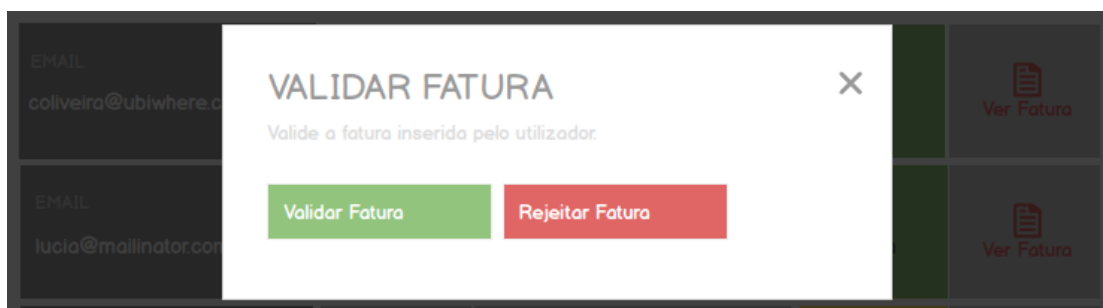 EMAIL
coliveira@ubiwhere.c
VALIDAR FATURA
Valide a fatura inserida pelo utilizador.
Ver Fatura
Validar Fatura
Rejeitar Fatura
EMAIL
lucia@mailinator.com
Ver Fatura